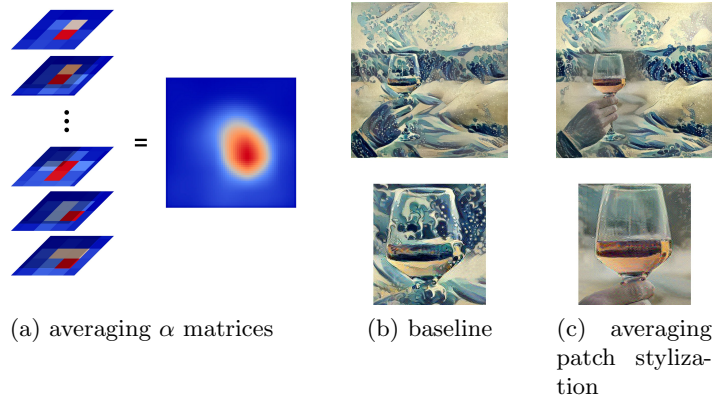 =
(a) averaging α matrices
(b) baseline
(c) averaging
patch styliza-
tion